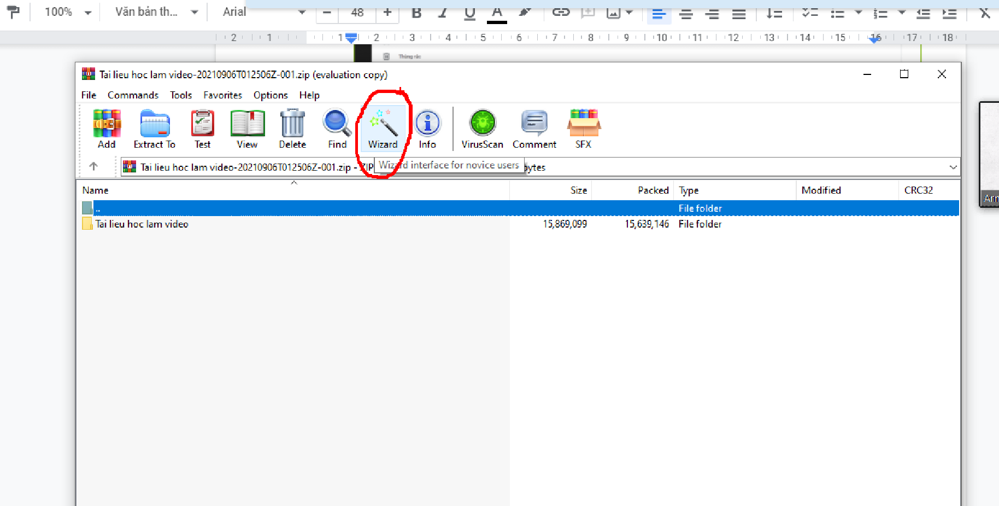 100% Văn bản th... Arial − 48 + B I U A
2 1 1 2 3 4 5 6 7 8 9 10 11 12 13 14 15 16 17 18
Thùng rác
Tai lieu hoc lam video-20210906T012506Z-001.zip (evaluation copy)
File Commands Tools Favorites Options Help
Add Extract To Test View Delete Find Wizard Info VirusScan Comment SFX
Tai lieu hoc lam video-20210906T012506Z-001.zip - ZIP bytes
Wizard interface for novice users
Name Size Packed Type Modified CRC32
.. File folder
Tai lieu hoc lam video 15,869,099 15,639,146 File folder